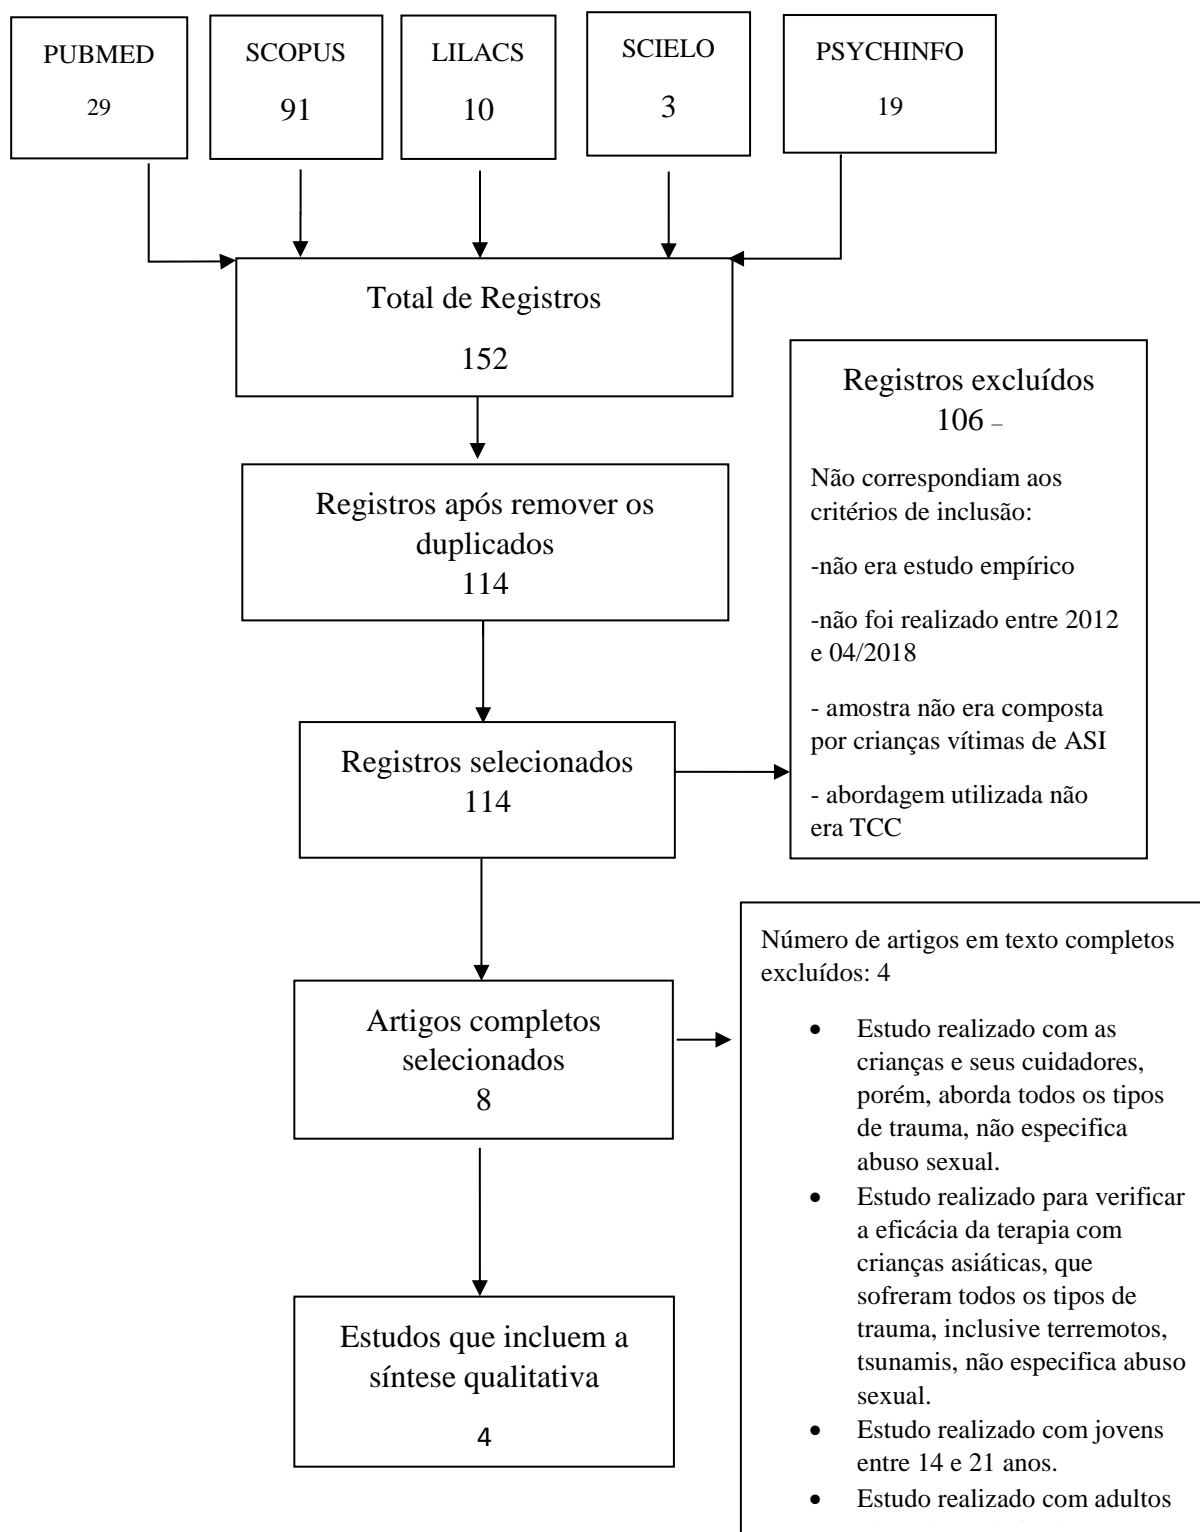 PUBMED
29
SCOPUS
91
LILACS
10
SCIELO
3
PSYCHINFO
19
Total de Registros
152
Registros após remover os
duplicados
114
Registros selecionados
114
Registros excluídos
106 –
Não correspondiam aos
critérios de inclusão:
-não era estudo empírico
-não foi realizado entre 2012
e 04/2018
- amostra não era composta
por crianças vítimas de ASI
- abordagem utilizada não
era TCC
Artigos completos
selecionados
8
Número de artigos em texto completos
excluídos: 4
• Estudo realizado com as
crianças e seus cuidadores,
porém, aborda todos os tipos
de trauma, não especifica
abuso sexual.
• Estudo realizado para verificar
a eficácia da terapia com
crianças asiáticas, que
sofreram todos os tipos de
trauma, inclusive terremotos,
tsunamis, não especifica abuso
sexual.
• Estudo realizado com jovens
entre 14 e 21 anos.
• Estudo realizado com adultos
Estudos que incluem a
síntese qualitativa
4